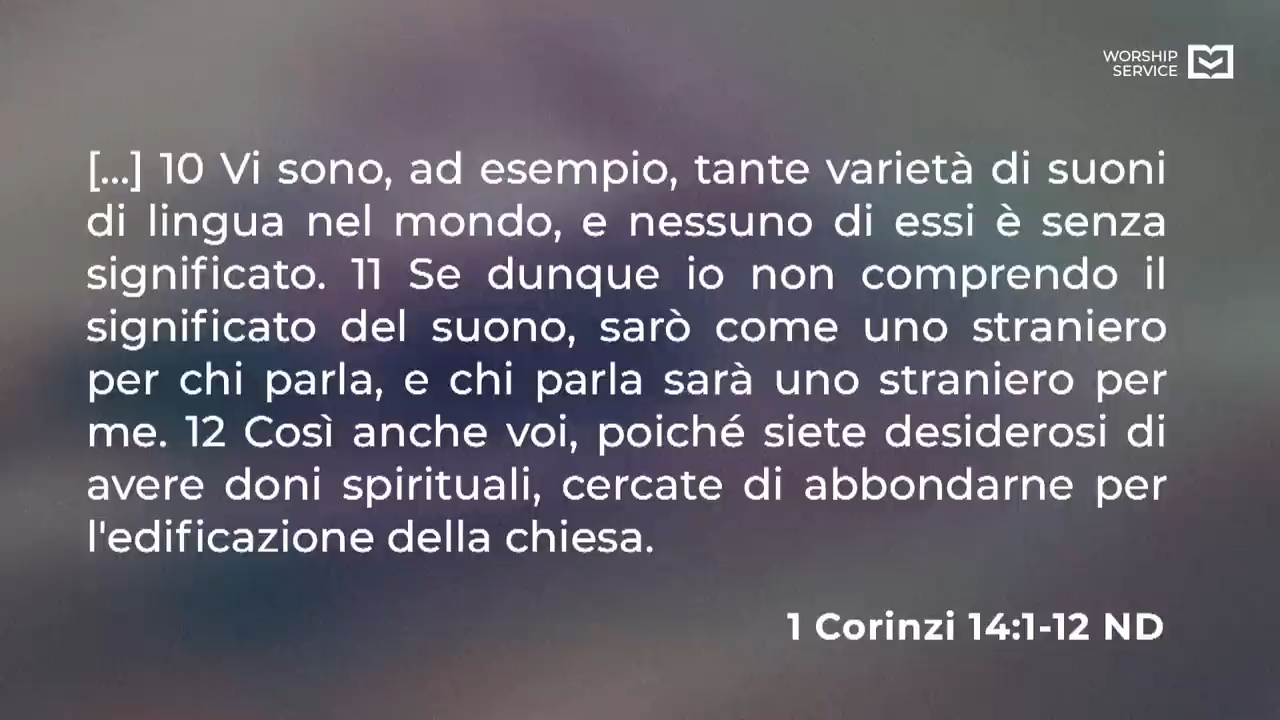 WORSHIP
SERVICE
[...] 10 Vi sono, ad esempio, tante varietà di suoni
di lingua nel mondo, e nessuno di essi è senza
significato. 11 Se dunque io non comprendo il
significato del suono, sarò come uno straniero
per chi parla, e chi parla sarà uno straniero per
me. 12 Così anche voi, poiché siete desiderosi di
avere doni spirituali, cercate di abbondarne per
l'edificazione della chiesa.
1 Corinzi 14:1-12 ND